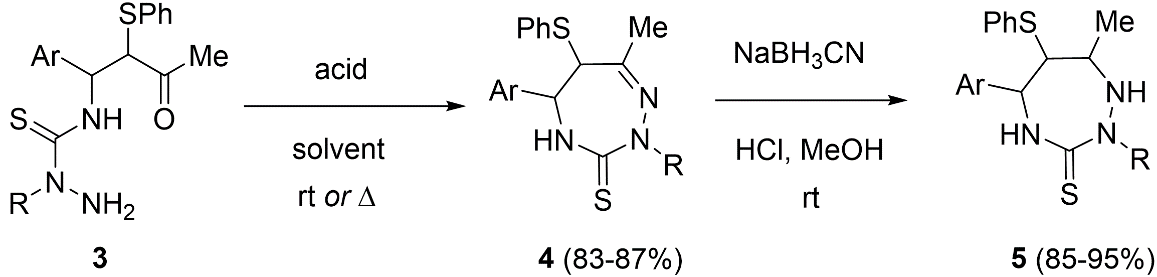 SPh
Ar
Me
O
S
NH
N
R
NH₂
3
acid
solvent
rt or Δ
PhS
Me
Ar
N
HN
N
R
S
4 (83-87%)
NaBH₃CN
HCl, MeOH
rt
PhS
Me
Ar
NH
HN
N
R
S
5 (85-95%)